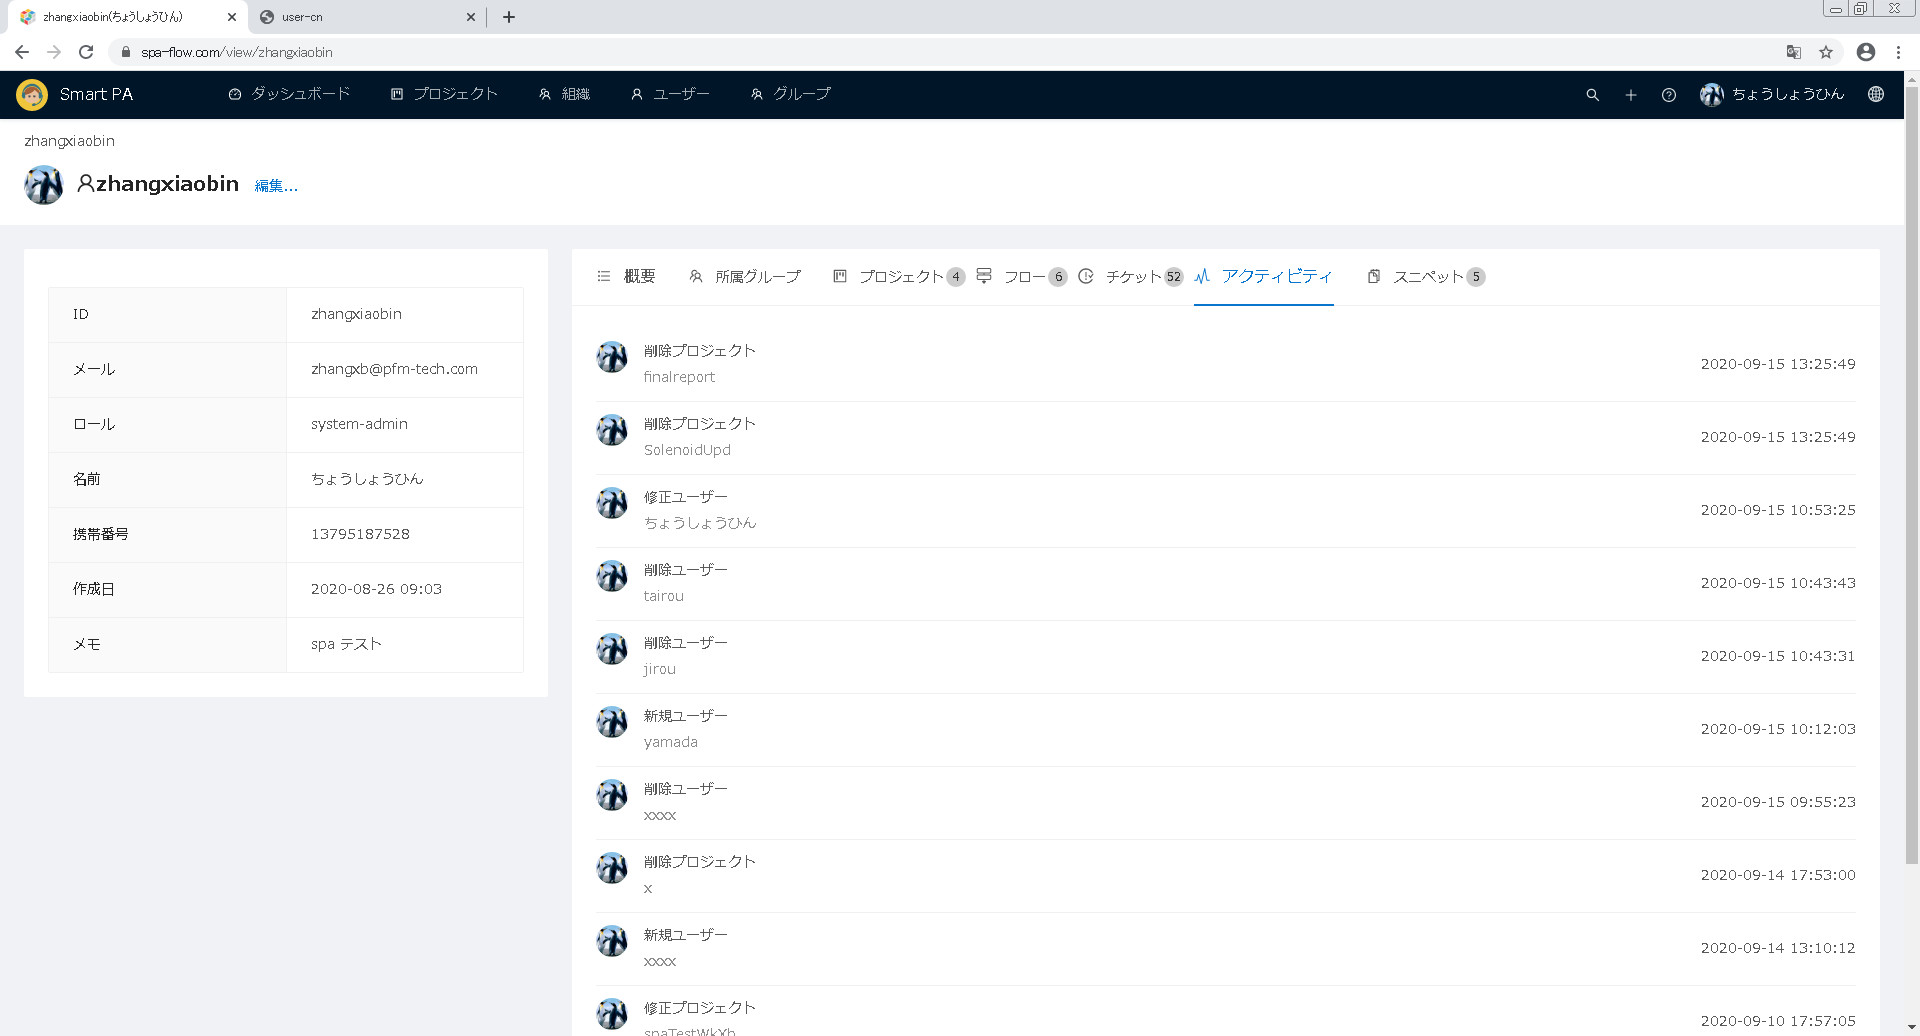 zhangxiaobin(ちょうしょうひん)
user-cn
spa-flow.com/view/zhangxiaobin
Smart PA
ダッシュボード
プロジェクト
組織
ユーザー
グループ
ちょうしょうひん
zhangxiaobin
zhangxiaobin 編集...
ID zhangxiaobin
メール zhangxb@pfm-tech.com
ロール system-admin
名前 ちょうしょうひん
携帯番号 13795187528
作成日 2020-08-26 09:03
メモ spa テスト
概要 所属グループ プロジェクト 4 フロー 6 チケット 52 アクティビティ スニペット 5
削除プロジェクト
finalreport
2020-09-15 13:25:49
削除プロジェクト
SolenoidUpd
2020-09-15 13:25:49
修正ユーザー
ちょうしょうひん
2020-09-15 10:53:25
削除ユーザー
tairou
2020-09-15 10:43:43
削除ユーザー
jirou
2020-09-15 10:43:31
新規ユーザー
yamada
2020-09-15 10:12:03
削除ユーザー
xxxx
2020-09-15 09:55:23
削除プロジェクト
x
2020-09-14 17:53:00
新規ユーザー
xxxx
2020-09-14 13:10:12
修正プロジェクト
spaTestWkXb
2020-09-10 17:57:05